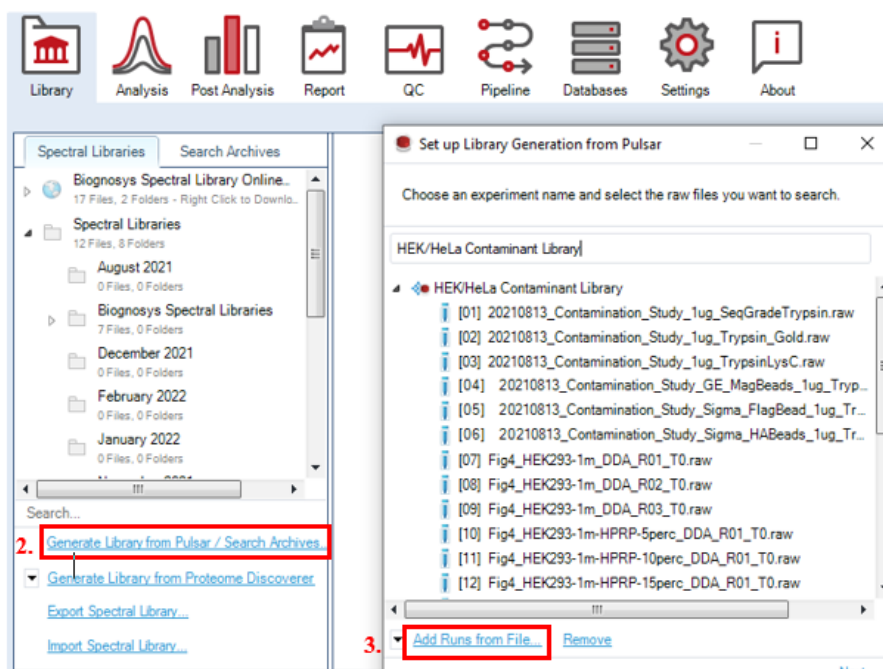 Library Analysis Post Analysis Report QC Pipeline Databases Settings About
Spectral Libraries Search Archives
Biognosys Spectral Library Online...
17 Files, 2 Folders - Right Click to Downlo...
Spectral Libraries
12 Files, 8 Folders
August 2021
0 Files, 0 Folders
Biognosys Spectral Libraries
7 Files, 0 Folders
December 2021
0 Files, 0 Folders
February 2022
0 Files, 0 Folders
January 2022
0 Files, 0 Folders
Search...
2. Generate Library from Pulsar / Search Archives...
Generate Library from Proteome Discoverer
Export Spectral Library...
Import Spectral Library...
Set up Library Generation from Pulsar
Choose an experiment name and select the raw files you want to search.
HEK/HeLa Contaminant Library
HEK/HeLa Contaminant Library
[01] 20210813_Contamination_Study_1ug_SeqGradeTrypsin.raw
[02] 20210813_Contamination_Study_1ug_Trypsin_Gold.raw
[03] 20210813_Contamination_Study_1ug_TrypsinLysC.raw
[04] 20210813_Contamination_Study_GE_MagBeads_1ug_Tryp...
[05] 20210813_Contamination_Study_Sigma_FlagBead_1ug_Tr...
[06] 20210813_Contamination_Study_Sigma_HABeads_1ug_Tr...
[07] Fig4_HEK293-1m_DDA_R01_T0.raw
[08] Fig4_HEK293-1m_DDA_R02_T0.raw
[09] Fig4_HEK293-1m_DDA_R03_T0.raw
[10] Fig4_HEK293-1m-HPRP-5perc_DDA_R01_T0.raw
[11] Fig4_HEK293-1m-HPRP-10perc_DDA_R01_T0.raw
[12] Fig4_HEK293-1m-HPRP-15perc_DDA_R01_T0.raw
3. Add Runs from File... Remove